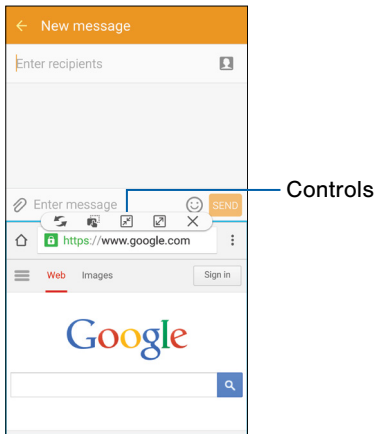 New message
Enter recipients
Enter message
SEND
Controls
https://www.google.com
Web Images Sign in
Google